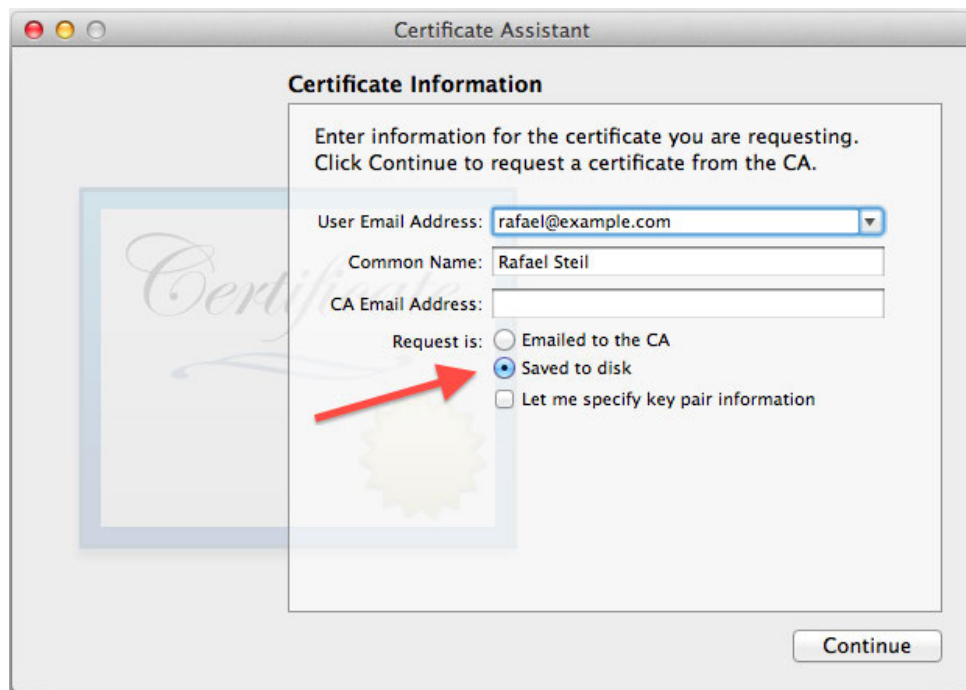 Certificate Assistant
Certificate Information
Enter information for the certificate you are requesting.
Click Continue to request a certificate from the CA.
User Email Address: rafael@example.com
Common Name: Rafael Steil
CA Email Address:
Request is: Emailed to the CA
Saved to disk
Let me specify key pair information
Certificate
Continue